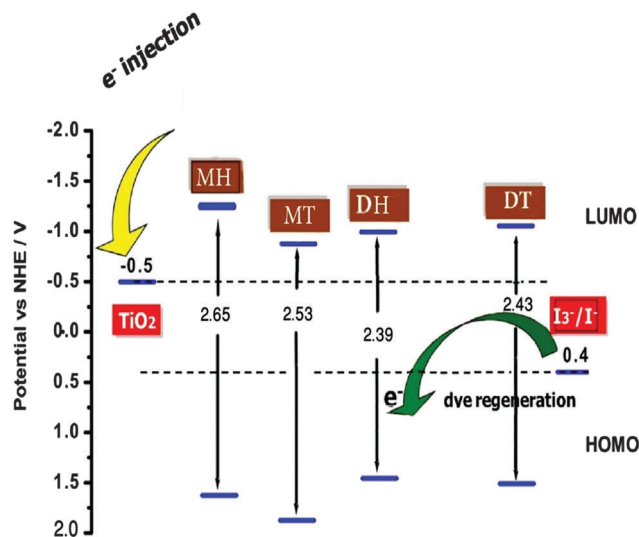 e⁻ injection
Potential vs NHE / V
-2.0
-1.5
-1.0
-0.5
0.0
0.5
1.0
1.5
2.0
MH
MT
DH
DT
LUMO
-0.5
TiO₂
2.65
2.53
2.39
2.43
I₃⁻/I⁻
0.4
e⁻
dye regeneration
HOMO